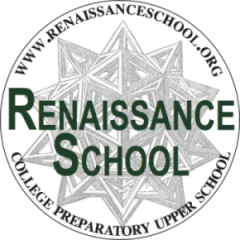 WWW.RENAISSANCESCHOOL.ORG
RENAISSANCE
SCHOOL
COLLEGE PREPARATORY UPPER SCHOOL